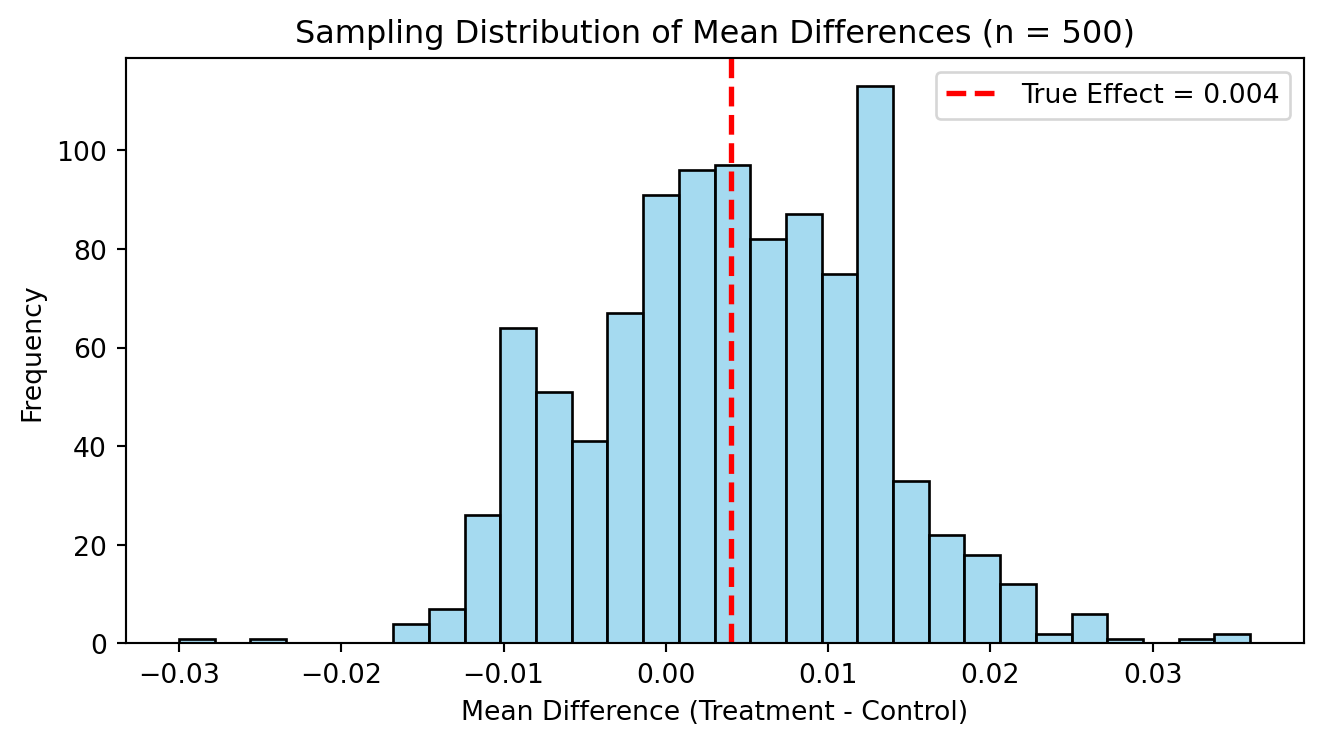 Sampling Distribution of Mean Differences (n = 500)
True Effect = 0.004
Frequency
100
80
60
40
20
0
−0.03 −0.02 −0.01 0.00 0.01 0.02 0.03
Mean Difference (Treatment - Control)